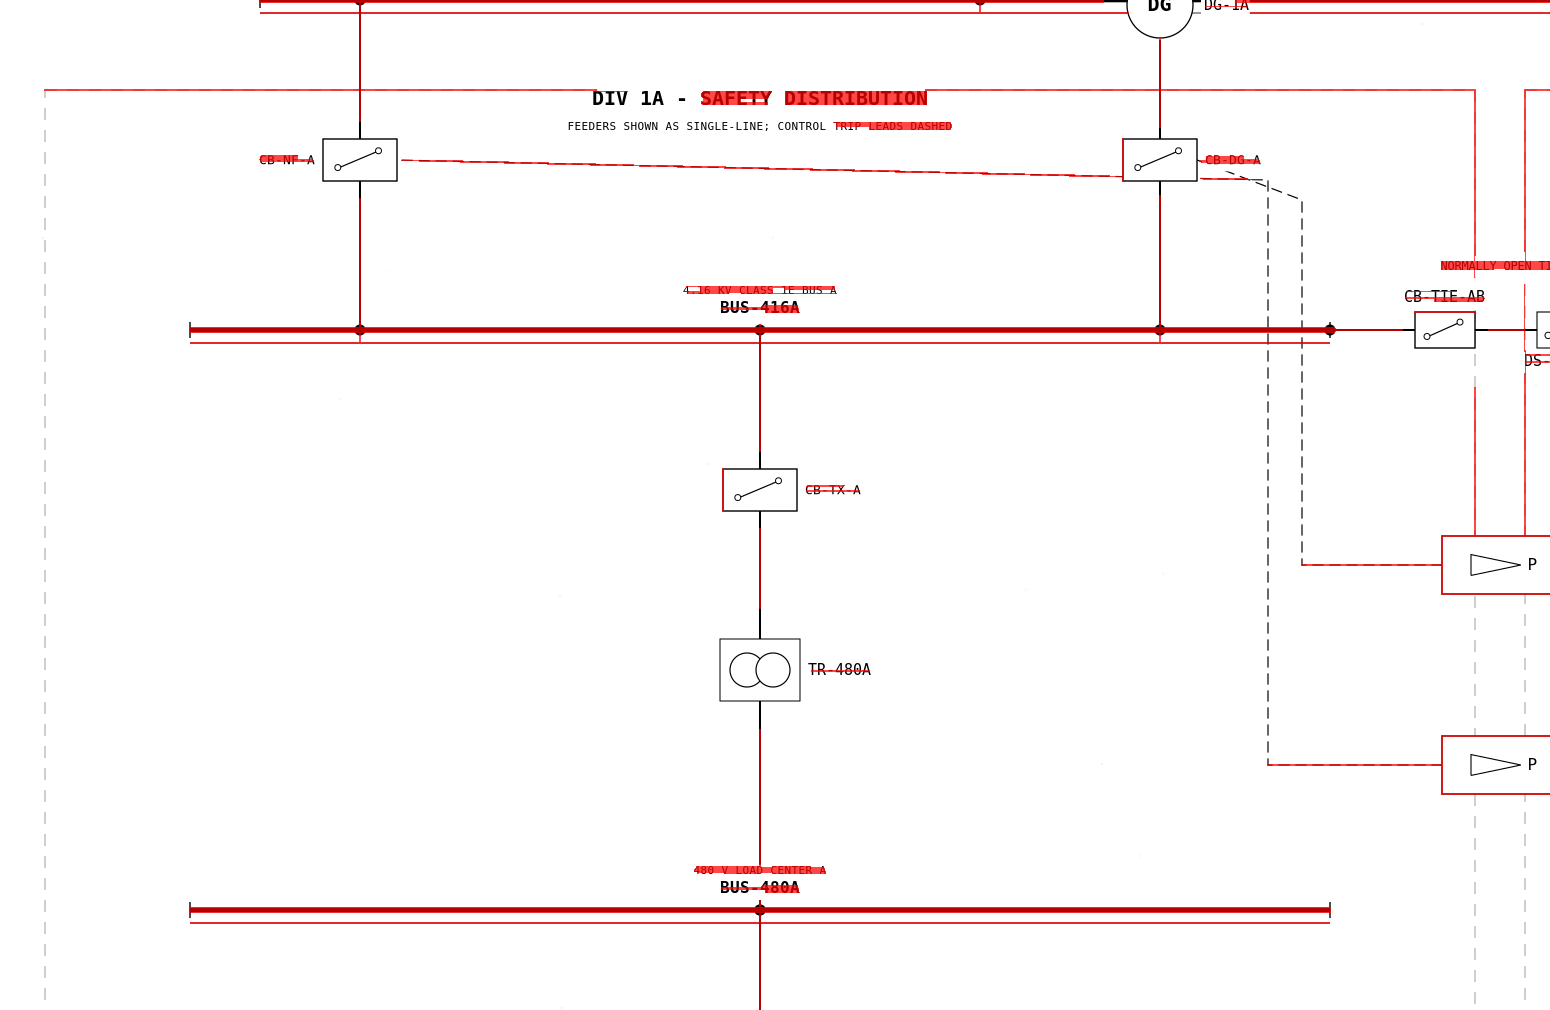 DG
DG-1A
DIV 1A - SAFETY DISTRIBUTION
FEEDERS SHOWN AS SINGLE-LINE; CONTROL TRIP LEADS DASHED
CB-NF-A
CB-DG-A
NORMALLY OPEN TI
4.16 KV CLASS 1E BUS A
BUS-416A
CB-TIE-AB
DS-
CB-TX-A
P
TR-480A
P
480 V LOAD CENTER A
BUS-480A